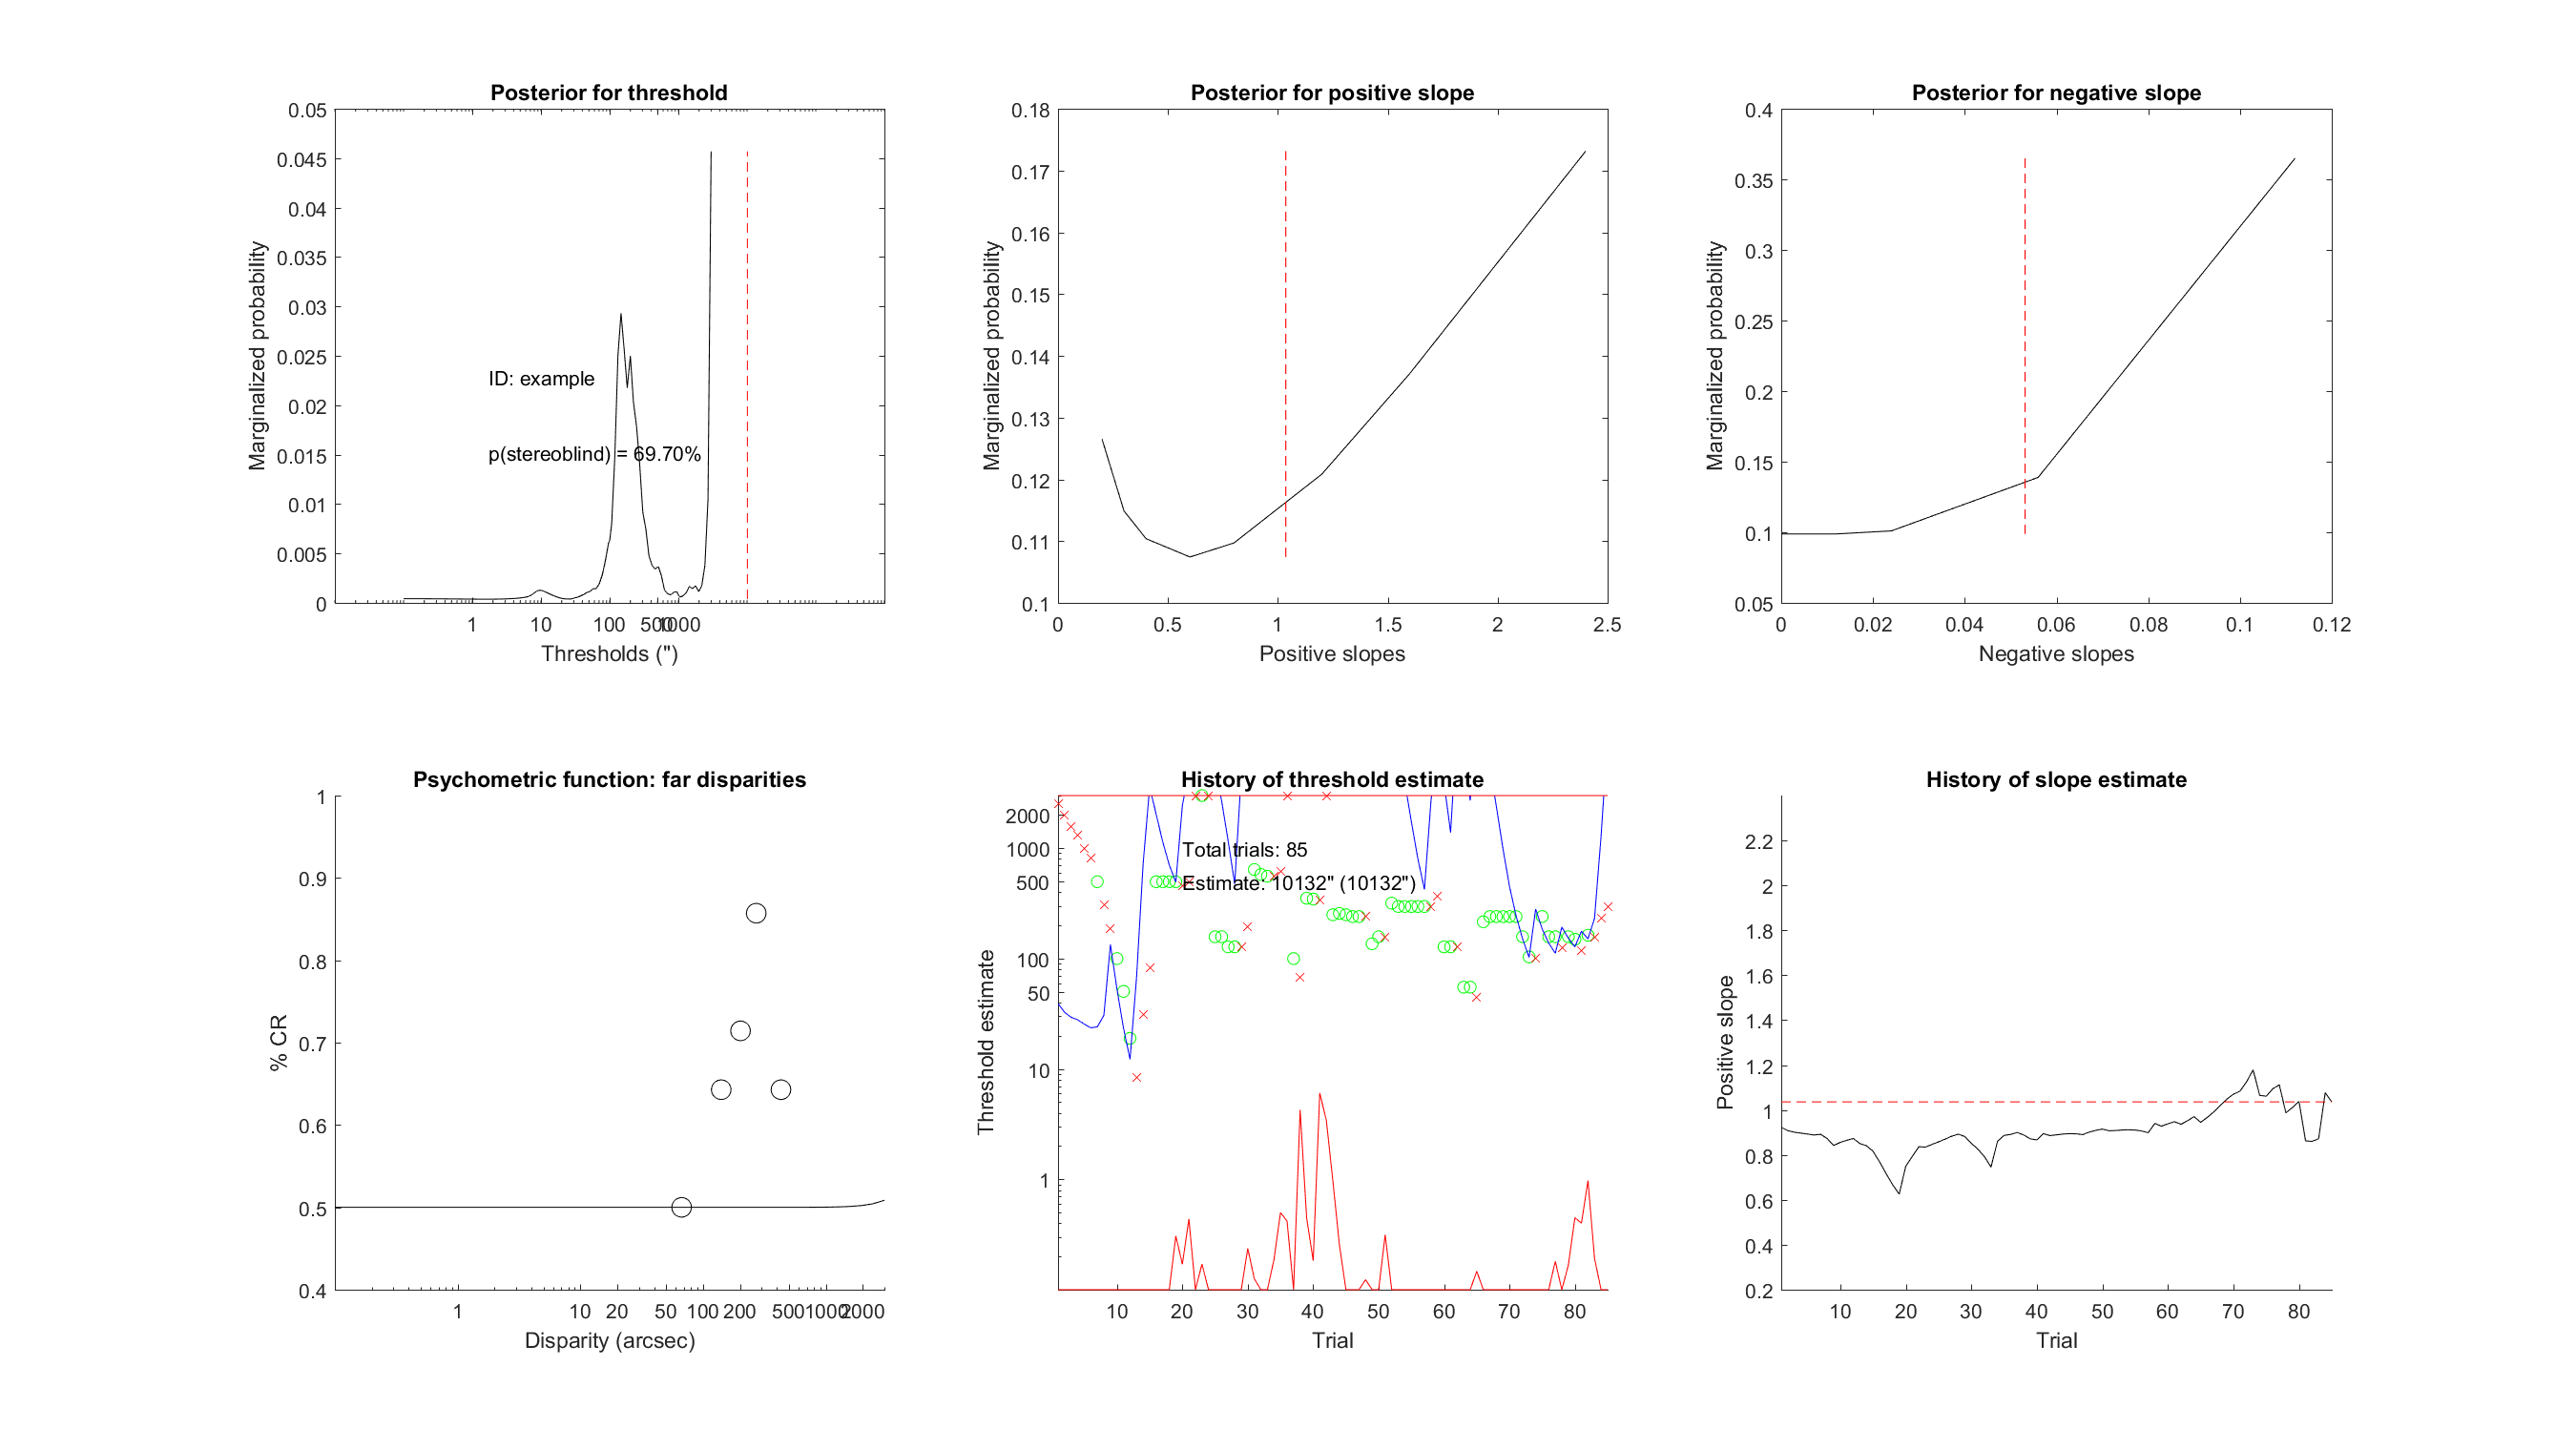 Posterior for threshold
0.05
0.045
0.04
0.035
0.03
0.025
0.02
0.015
0.01
0.005
0
Marginalized probability
ID: example
p(stereoblind) = 69.70%
1 10 100 500 1000
Thresholds (")
Posterior for positive slope
0.18
0.17
0.16
0.15
0.14
0.13
0.12
0.11
0.1
Marginalized probability
0 0.5 1 1.5 2 2.5
Positive slopes
Posterior for negative slope
0.4
0.35
0.3
0.25
0.2
0.15
0.1
0.05
Marginalized probability
0 0.02 0.04 0.06 0.08 0.1 0.12
Negative slopes
Psychometric function: far disparities
1
0.9
0.8
0.7
0.6
0.5
0.4
% CR
1 10 20 50 100 200 500 1000 2000
Disparity (arcsec)
History of threshold estimate
2000
1000
500
100
50
10
1
Threshold estimate
Total trials: 85
Estimate: 10132" (10132")
10 20 30 40 50 60 70 80
Trial
History of slope estimate
2.2
2
1.8
1.6
1.4
1.2
1
0.8
0.6
0.4
0.2
Positive slope
10 20 30 40 50 60 70 80
Trial